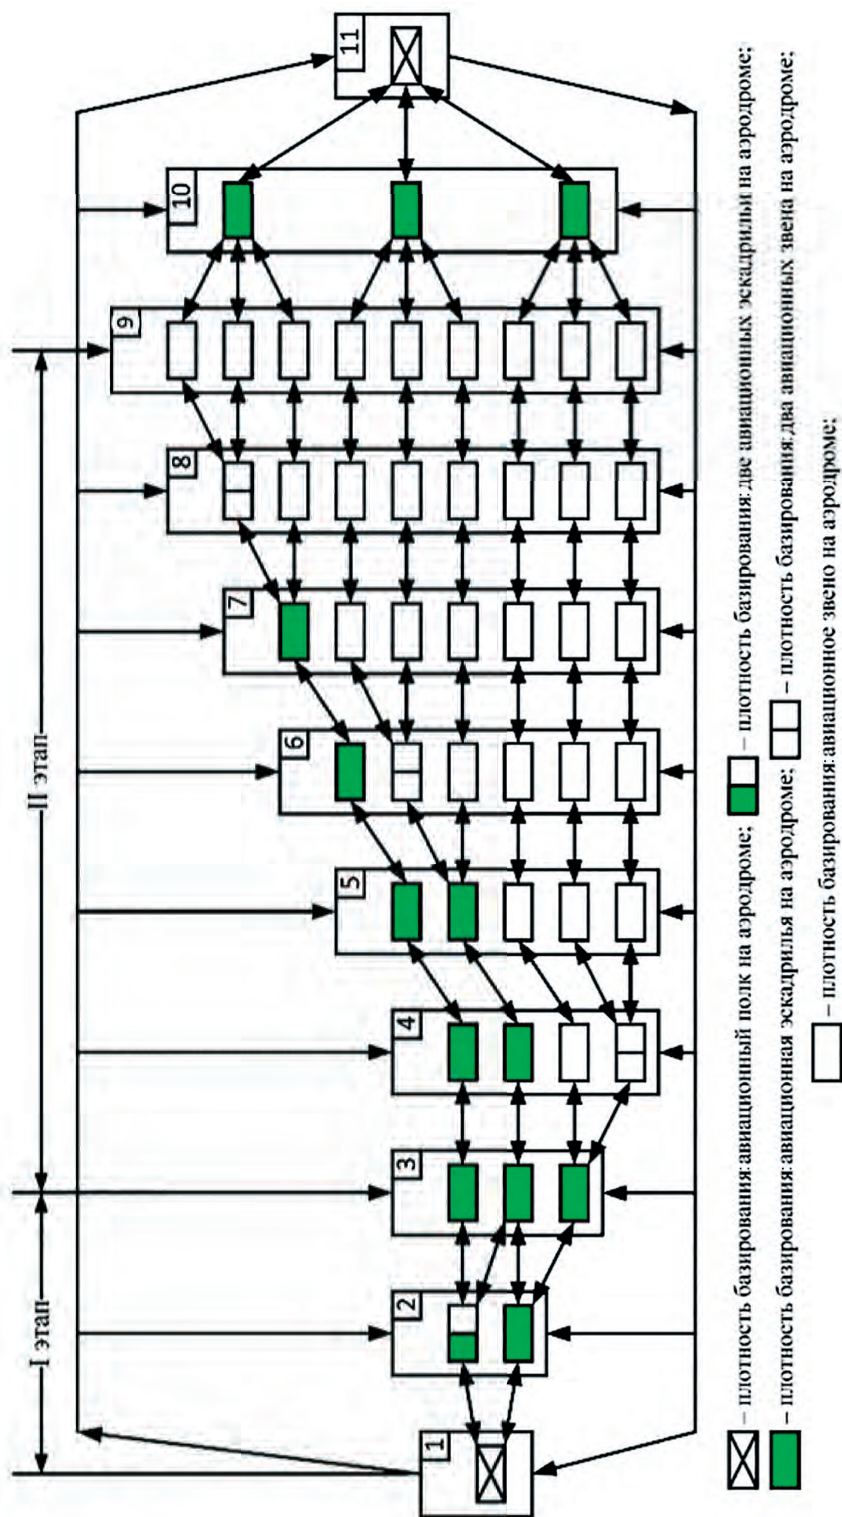 I этап
II этап
1
2
3
4
5
6
7
8
9
10
11
– плотность базирования:авиационный полк на аэродроме;
– плотность базирования:две авиационных эскадрильи на аэродроме;
– плотность базирования:авиационная эскадрилья на аэродроме;
– плотность базирования:два авиационных звена на аэродроме;
– плотность базирования:авиационное звено на аэродроме;